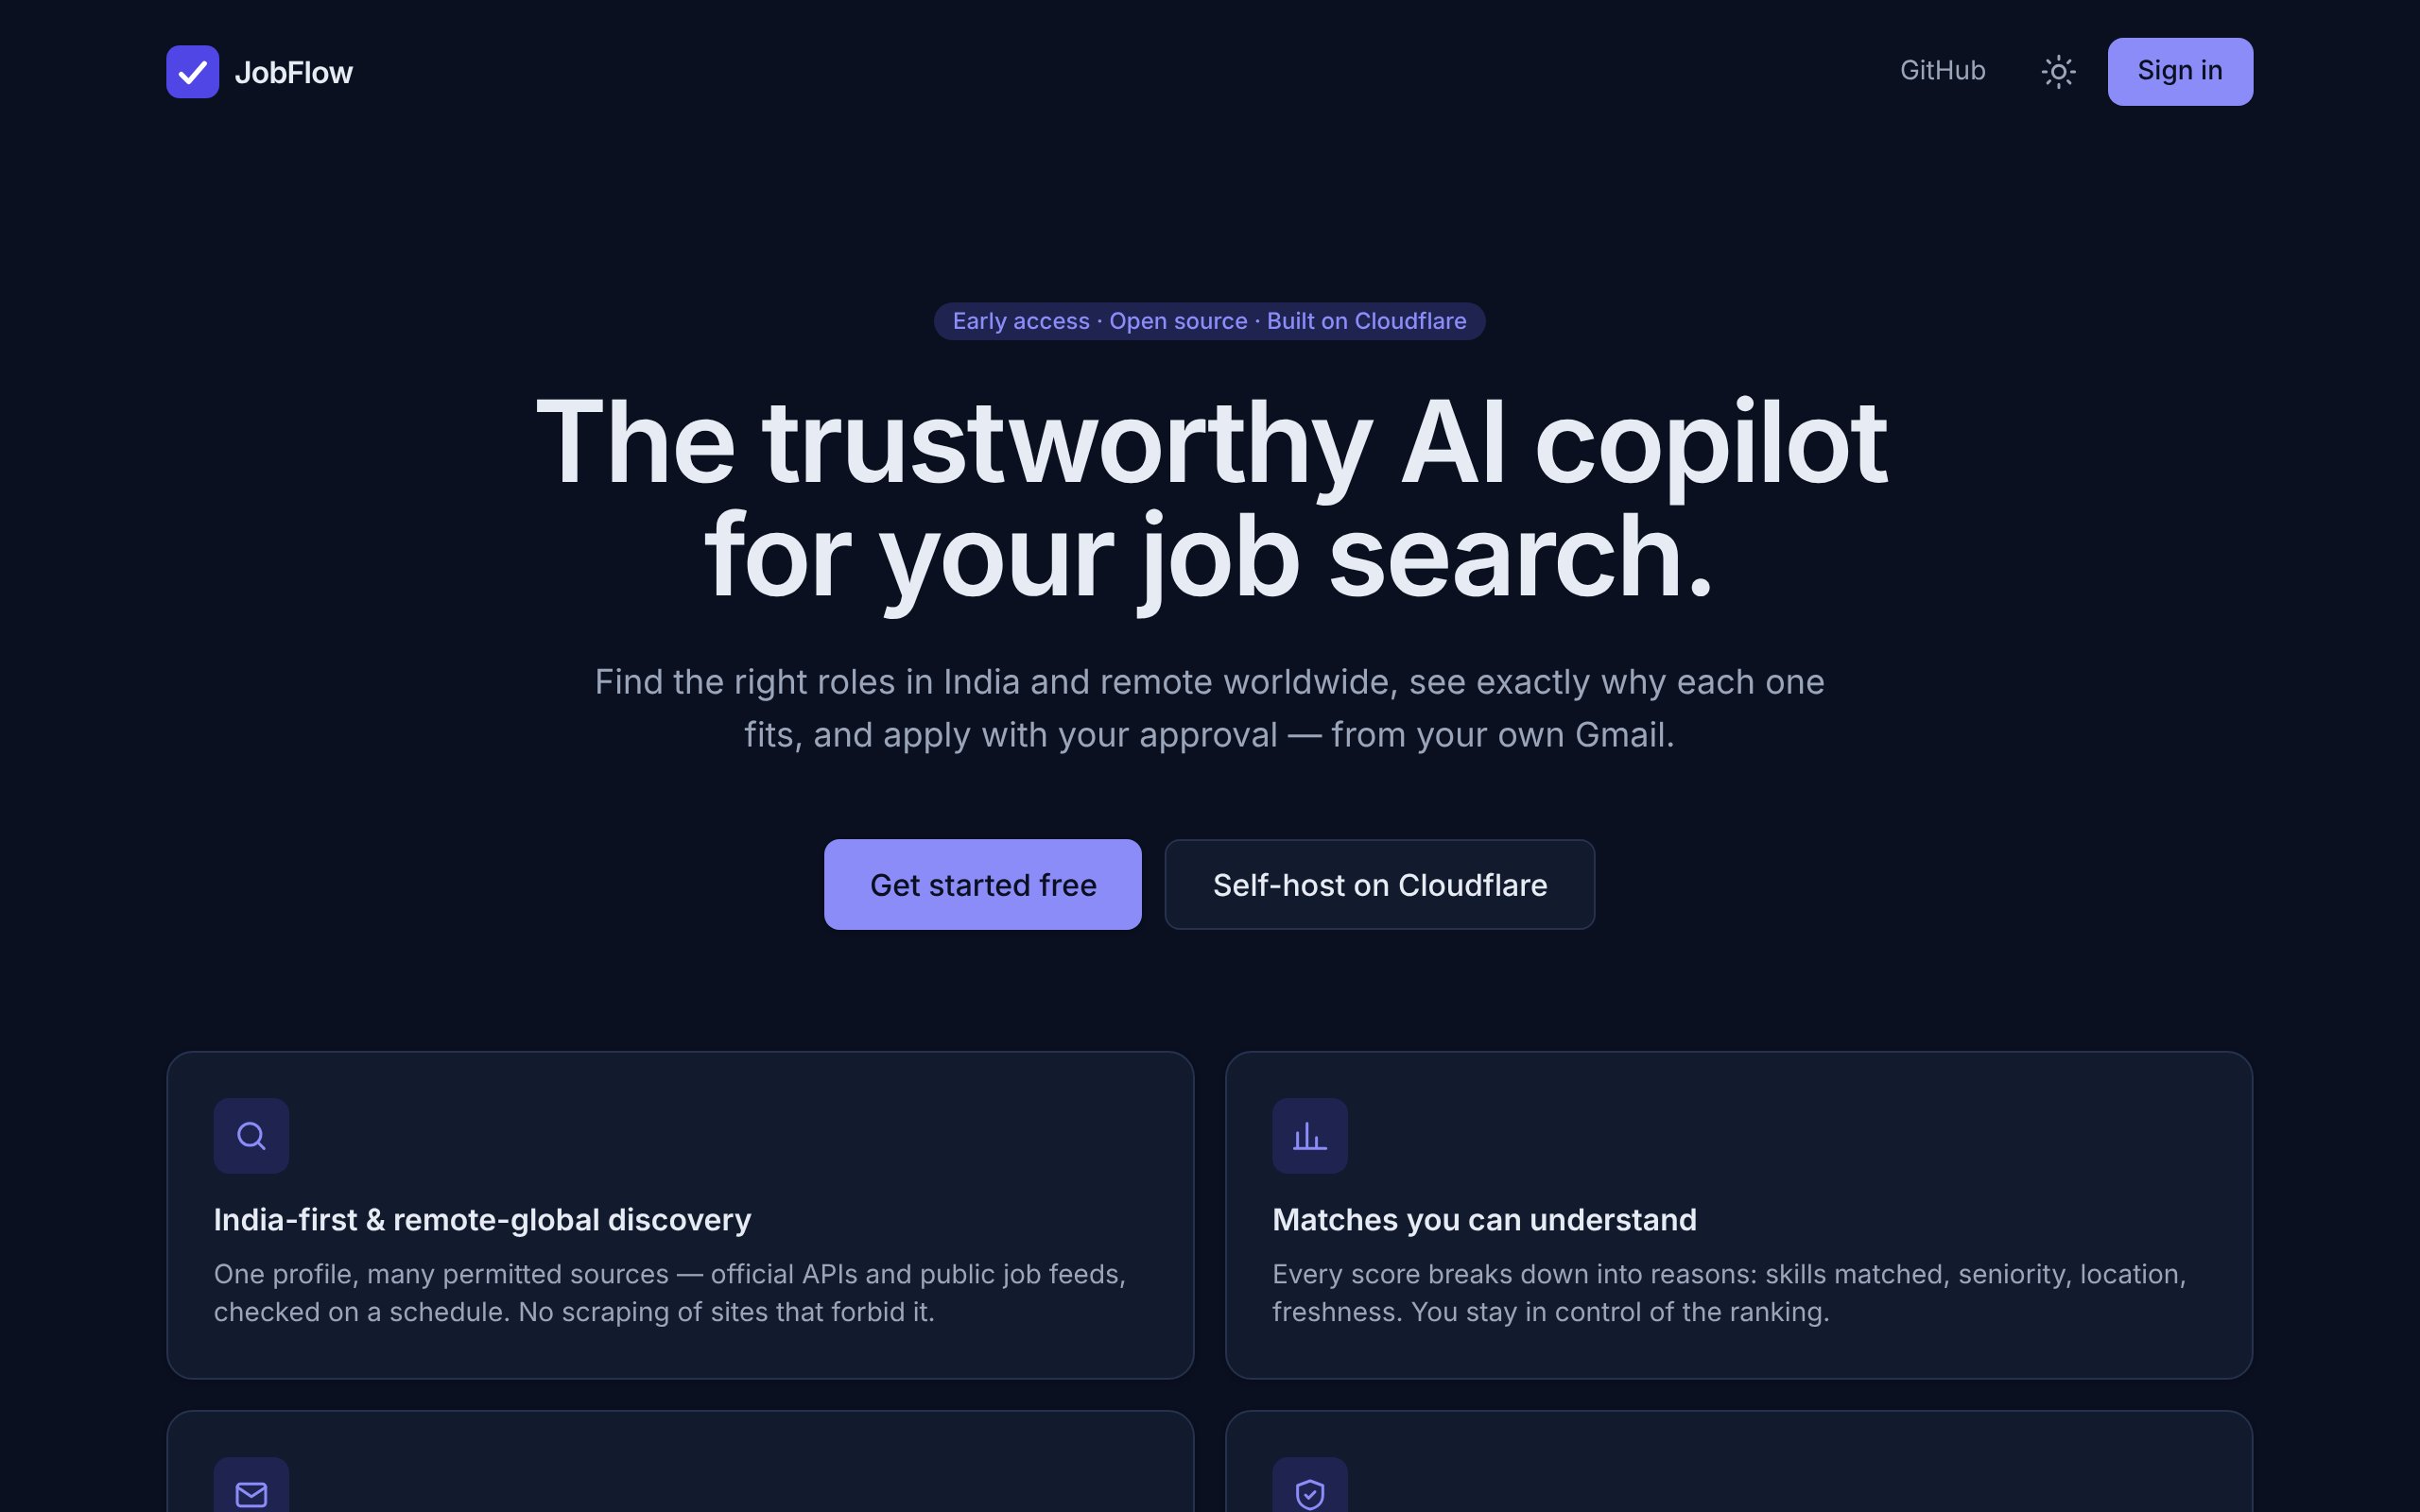 JobFlow
GitHub
Sign in
Early access · Open source · Built on Cloudflare
The trustworthy AI copilot
for your job search.
Find the right roles in India and remote worldwide, see exactly why each one
fits, and apply with your approval — from your own Gmail.
Get started free
Self-host on Cloudflare
India-first & remote-global discovery
One profile, many permitted sources — official APIs and public job feeds,
checked on a schedule. No scraping of sites that forbid it.
Matches you can understand
Every score breaks down into reasons: skills matched, seniority, location,
freshness. You stay in control of the ranking.